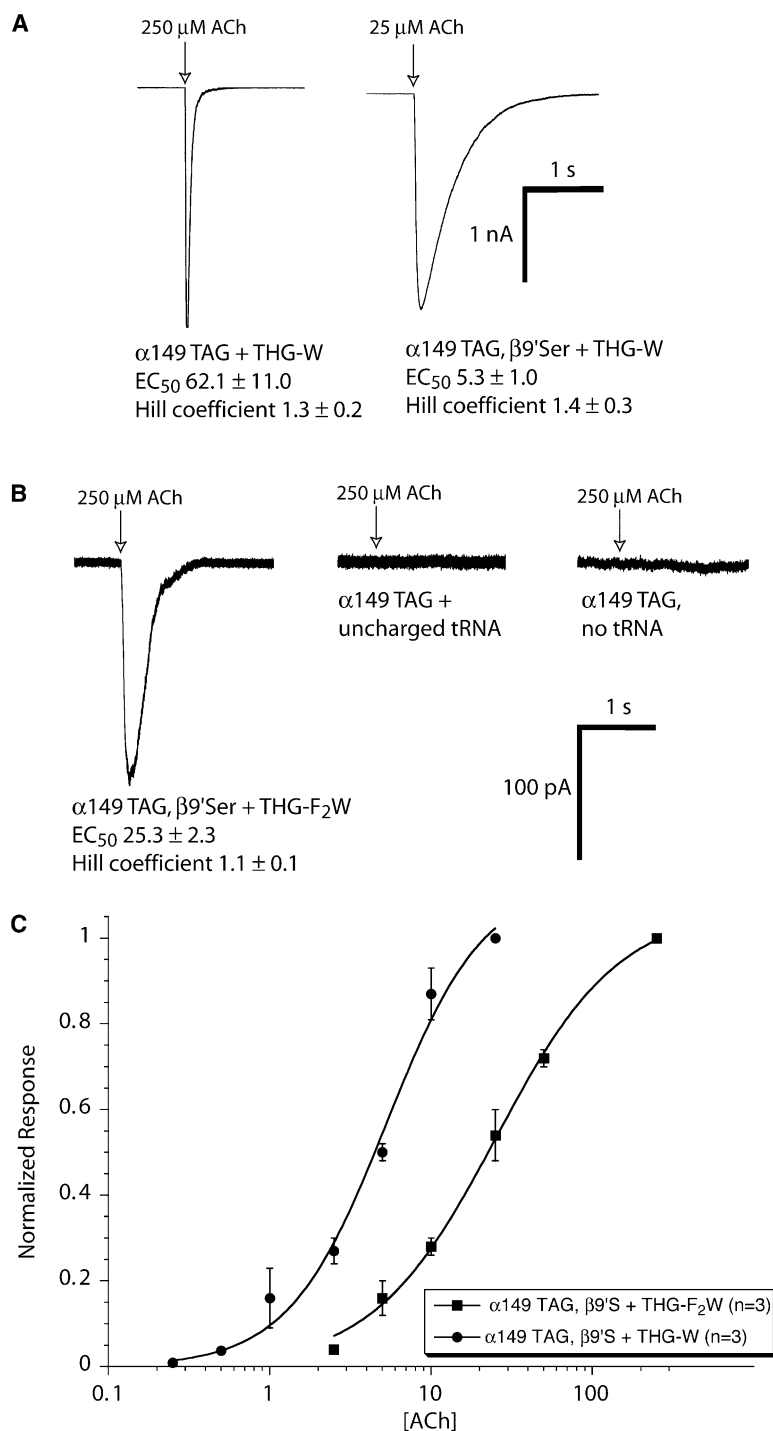 A
250 µM ACh
25 µM ACh
1 s
1 nA
α149 TAG + THG-W
EC50 62.1 ± 11.0
Hill coefficient 1.3 ± 0.2
α149 TAG, β9'Ser + THG-W
EC50 5.3 ± 1.0
Hill coefficient 1.4 ± 0.3
B
250 µM ACh
250 µM ACh
250 µM ACh
α149 TAG +
uncharged tRNA
α149 TAG,
no tRNA
1 s
100 pA
α149 TAG, β9'Ser + THG-F2W
EC50 25.3 ± 2.3
Hill coefficient 1.1 ± 0.1
C
Normalized Response
1
0.8
0.6
0.4
0.2
0
0.1
1
10
100
[ACh]
α149 TAG, β9'S + THG-F2W (n=3)
α149 TAG, β9'S + THG-W (n=3)